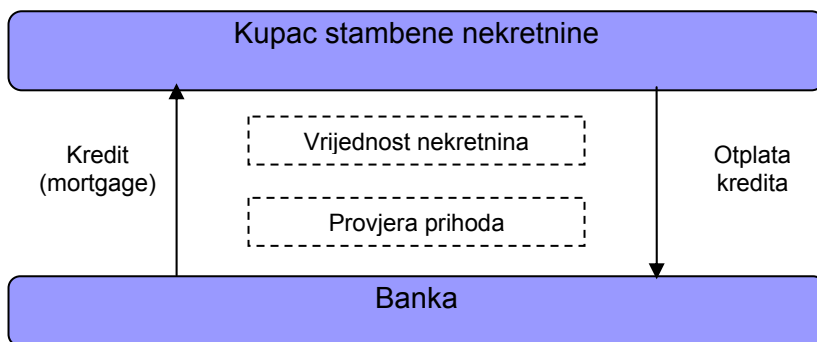 Kupac stambene nekretnine
Vrijednost nekretnina
Kredit
(mortgage)
Otplata
kredita
Provjera prihoda
Banka